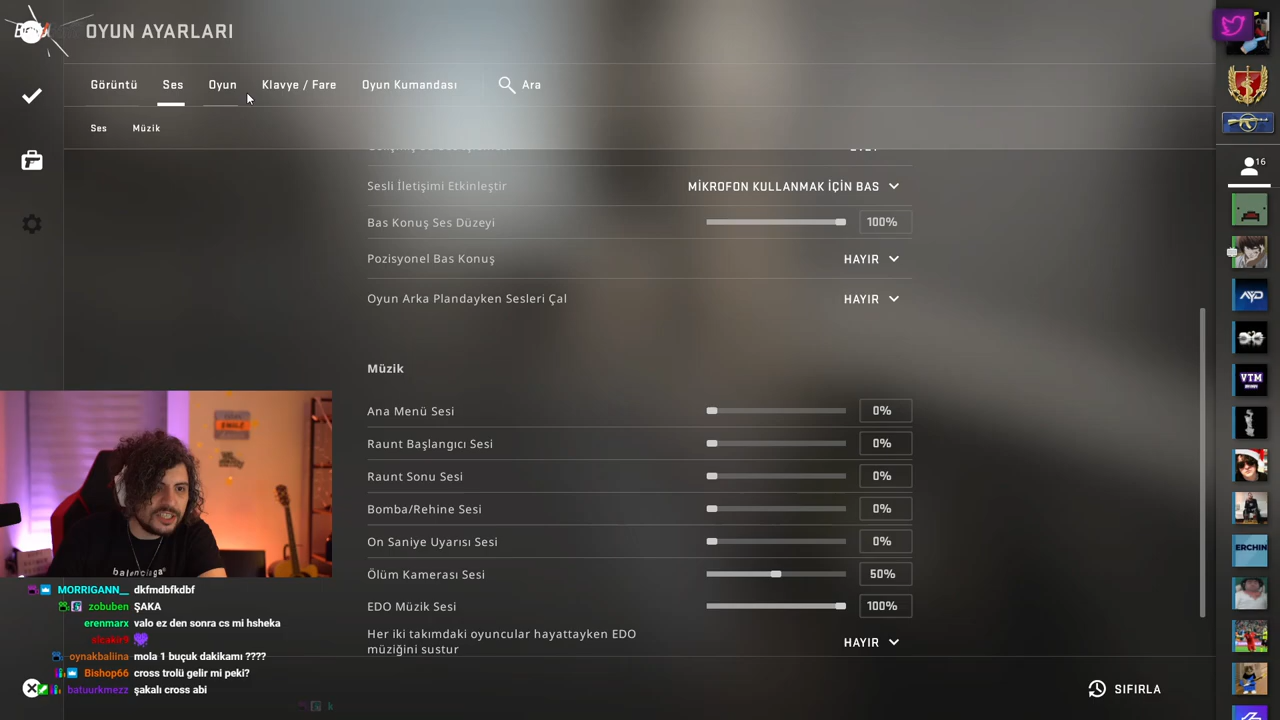 OYUN AYARLARI
Görüntü Ses Oyun Klavye / Fare Oyun Kumandası Ara
Ses Müzik
16
Sesli İletişimi Etkinleştir MİKROFON KULLANMAK İÇİN BAS
Bas Konuş Ses Düzeyi 100%
Pozisyonel Bas Konuş HAYIR
Oyun Arka Plandayken Sesleri Çal HAYIR
Müzik
Ana Menü Sesi 0%
Raunt Başlangıcı Sesi 0%
Raunt Sonu Sesi 0%
Bomba/Rehine Sesi 0%
On Saniye Uyarısı Sesi 0%
Ölüm Kamerası Sesi 50%
EDO Müzik Sesi 100%
Her iki takımdaki oyuncular hayattayken EDO
müziğini sustur HAYIR
SIFIRLA
AYD
VTM
ERCHIN
balenciaga
MORRIGANN__ dkfmdbfkdbf
zobuben ŞAKA
erenmarx valo ez den sonra cs mi hsheka
oynakbaliina mola 1 buçuk dakikamı ????
Bishop66 cross trolü gelir mi peki?
batuurkmezz şakalı cross abi
k